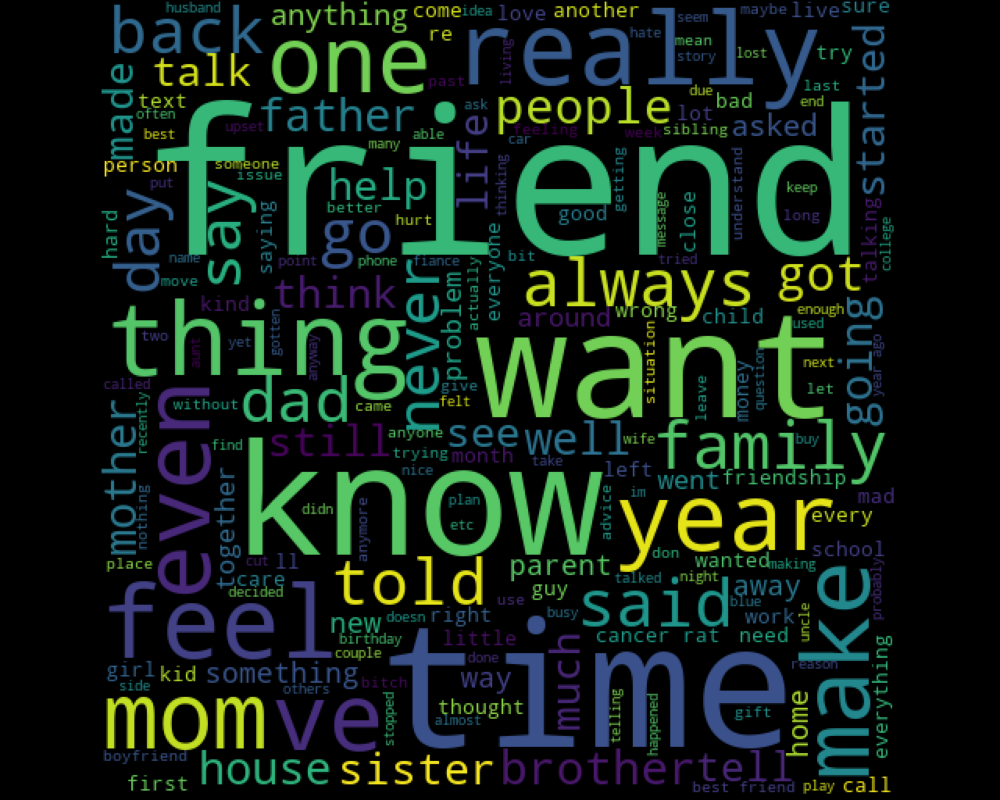 husband
back
anything
come
idea
love
another
seem
maybe
live
sure
re
really
hate
mean
story
living
lost
try
one
talk
made
past
text
often
best
father
ask
people
due
lot
bad
last
end
started
upset
able
many
life
feeling
week
sibling
asked
car
person
someone
issue
friend
put
say
help
better
hurt
thinking
good
getting
message
close
understand
keep
long
day
hard
saying
go
everyone
name
point
phone
fiance
actually
bit
tried
talking
college
move
kind
think
never
problem
always
got
around
wrong
child
enough
used
going
year ago
thing
two
yet
gotten
anyway
aunt
want
situation
leave
money
question
next
let
called
recently
without
dad
came
give
felt
even
mother
find
still
anyone
trying
month
see
well
wife
family
buy
nice
take
left
went
friendship
mad
nothing
together
know
didn
anymore
plan
etc
advice
im
year
every
place
cut
ll
care
decided
told
parent
guy
don
wanted
making
talked
night
school
probably
feel
new
doesn
right
use
busy
said
blue
away
work
uncle
make
birthday
couple
little
cancer rat
need
girl
side
kid
something
others
bitch
time
done
way
much
reason
everything
mom
ve
stopped
thought
almost
telling
happened
gift
home
boyfriend
first
house
sister
brother
tell
best friend
play
call